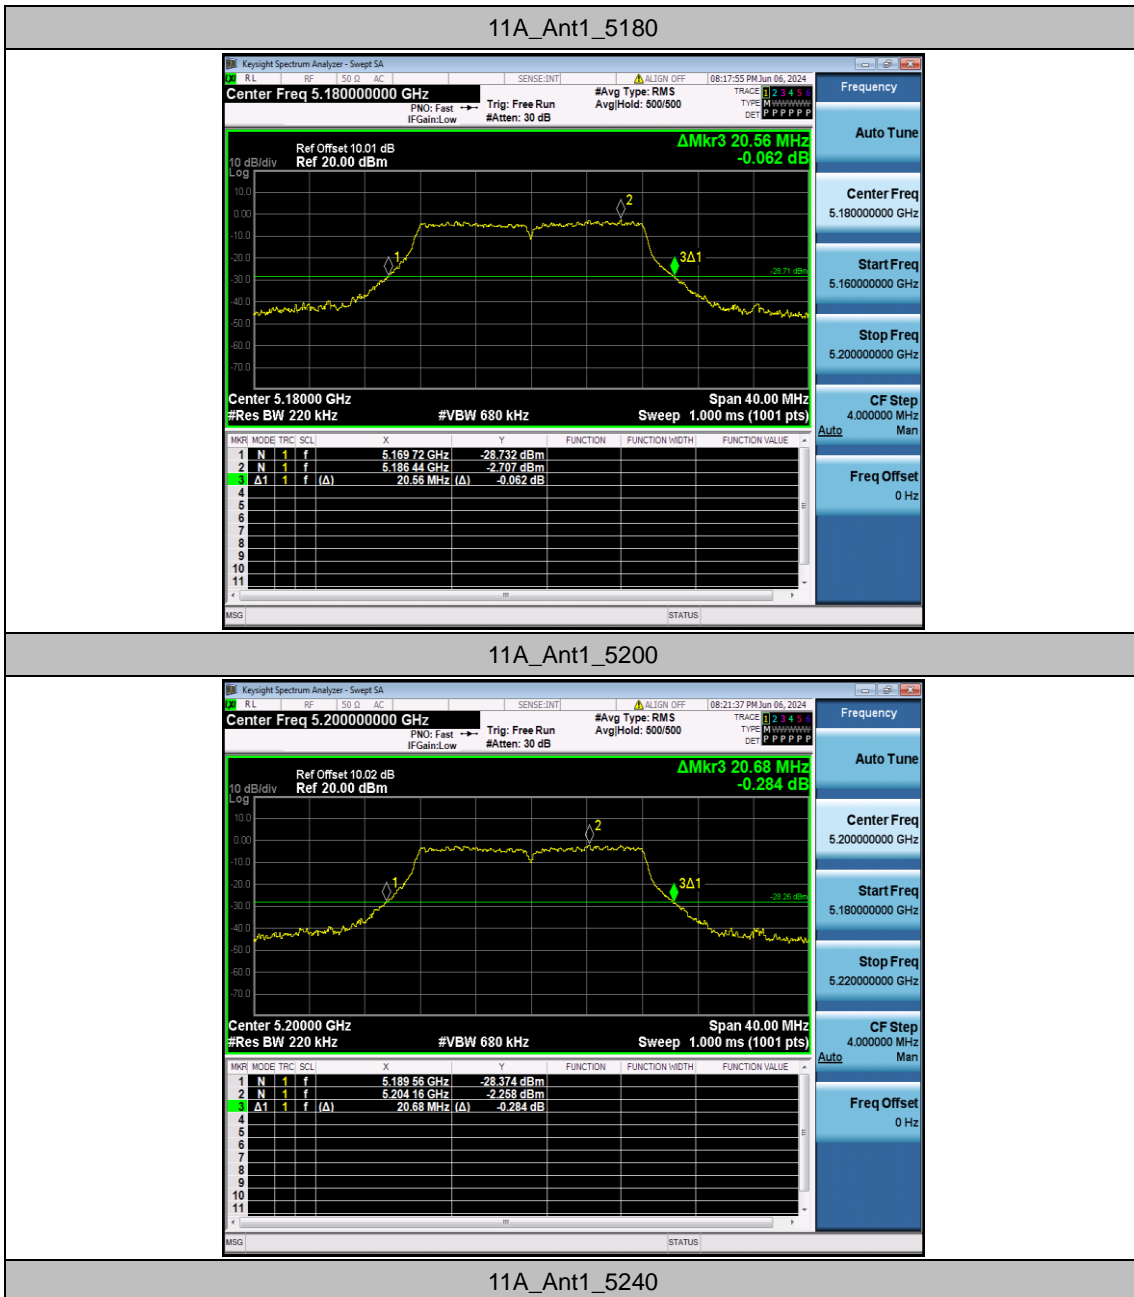 11A_Ant1_5180
Keysight Spectrum Analyzer - Swept SA
RL RF 50 Ω AC SENSE:INT ALIGN OFF 08:17:55 PM Jun 06, 2024
Center Freq 5.180000000 GHz
PNO: Fast
IFGain:Low
Trig: Free Run
#Atten: 30 dB
#Avg Type: RMS
Avg|Hold: 500/500
TRACE 1 2 3 4 5 6
TYPE M WWWWW
DET P P P P P P
Frequency
Auto Tune
Center Freq
5.180000000 GHz
Start Freq
5.160000000 GHz
Stop Freq
5.200000000 GHz
CF Step
4.000000 MHz
Auto Man
Freq Offset
0 Hz
ΔMkr3 20.56 MHz
-0.062 dB
Ref Offset 10.01 dB
10 dB/div Ref 20.00 dBm
Log
10.0
0.00
-10.0
-20.0
-30.0
-40.0
-50.0
-60.0
-70.0
1
2
3Δ1
-28.71 dBm
Center 5.18000 GHz Span 40.00 MHz
#Res BW 220 kHz #VBW 680 kHz Sweep 1.000 ms (1001 pts)
MKR MODE TRC SCL X Y FUNCTION FUNCTION WIDTH FUNCTION VALUE
1 N 1 f 5.169 72 GHz -28.732 dBm
2 N 1 f 5.186 44 GHz -2.707 dBm
3 Δ1 1 f (Δ) 20.56 MHz (Δ) -0.062 dB
4
5
6
7
8
9
10
11
MSG STATUS
11A_Ant1_5200
Keysight Spectrum Analyzer - Swept SA
RL RF 50 Ω AC SENSE:INT ALIGN OFF 08:21:37 PM Jun 06, 2024
Center Freq 5.200000000 GHz
PNO: Fast
IFGain:Low
Trig: Free Run
#Atten: 30 dB
#Avg Type: RMS
Avg|Hold: 500/500
TRACE 1 2 3 4 5 6
TYPE M WWWWW
DET P P P P P P
Frequency
Auto Tune
Center Freq
5.200000000 GHz
Start Freq
5.180000000 GHz
Stop Freq
5.220000000 GHz
CF Step
4.000000 MHz
Auto Man
Freq Offset
0 Hz
ΔMkr3 20.68 MHz
-0.284 dB
Ref Offset 10.02 dB
10 dB/div Ref 20.00 dBm
Log
10.0
0.00
-10.0
-20.0
-30.0
-40.0
-50.0
-60.0
-70.0
1
2
3Δ1
-28.26 dBm
Center 5.20000 GHz Span 40.00 MHz
#Res BW 220 kHz #VBW 680 kHz Sweep 1.000 ms (1001 pts)
MKR MODE TRC SCL X Y FUNCTION FUNCTION WIDTH FUNCTION VALUE
1 N 1 f 5.189 56 GHz -28.374 dBm
2 N 1 f 5.204 16 GHz -2.258 dBm
3 Δ1 1 f (Δ) 20.68 MHz (Δ) -0.284 dB
4
5
6
7
8
9
10
11
MSG STATUS
11A_Ant1_5240